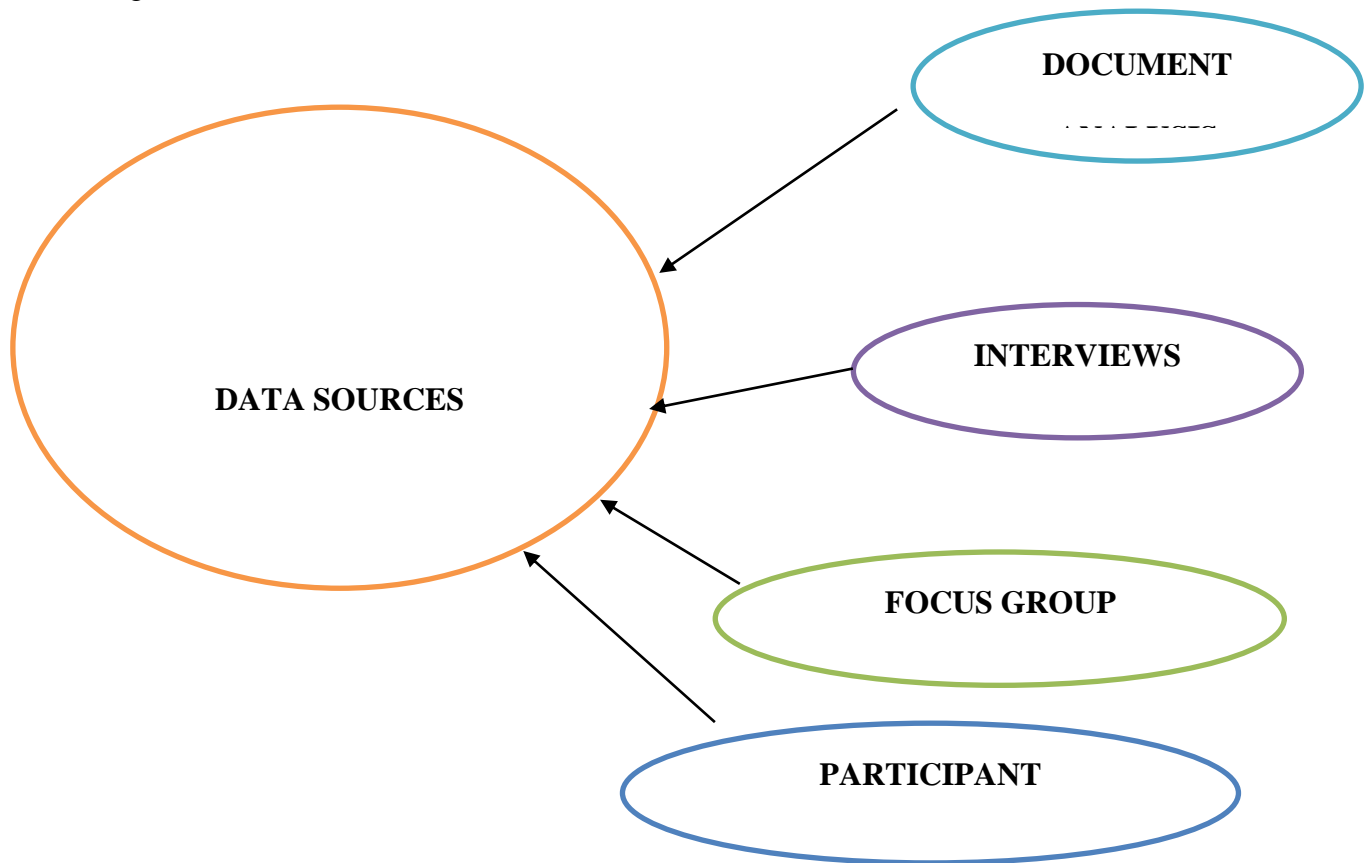 DOCUMENT
DATA SOURCES
INTERVIEWS
FOCUS GROUP
PARTICIPANT